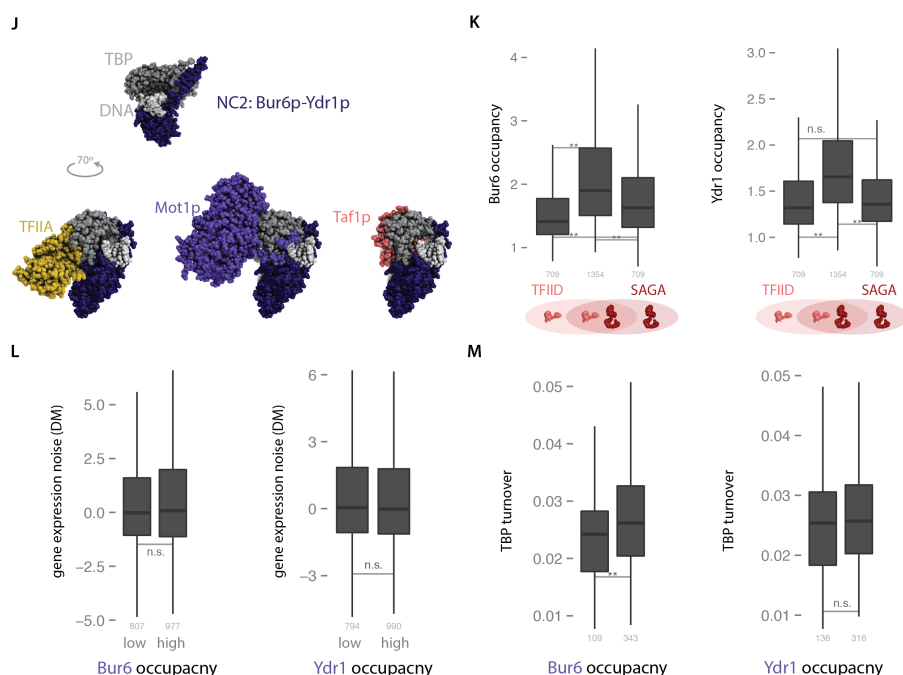 J
TBP
DNA
NC2: Bur6p-Ydr1p
70º
TFIIA
Mot1p
Taf1p
K
Bur6 occupancy
4
3
2
1
**
**
**
709
1354
709
TFIID
SAGA
Ydr1 occupancy
3.0
2.5
2.0
1.5
1.0
n.s.
**
**
709
1354
709
TFIID
SAGA
L
gene expression noise (DM)
5.0
2.5
0.0
−2.5
−5.0
n.s.
807
977
low
high
Bur6 occupacny
gene expression noise (DM)
6
3
0
−3
n.s.
794
990
low
high
Ydr1 occupacny
M
TBP turnover
0.05
0.04
0.03
0.02
0.01
**
109
343
Bur6 occupacny
TBP turnover
0.05
0.04
0.03
0.02
0.01
n.s.
136
316
Ydr1 occupacny